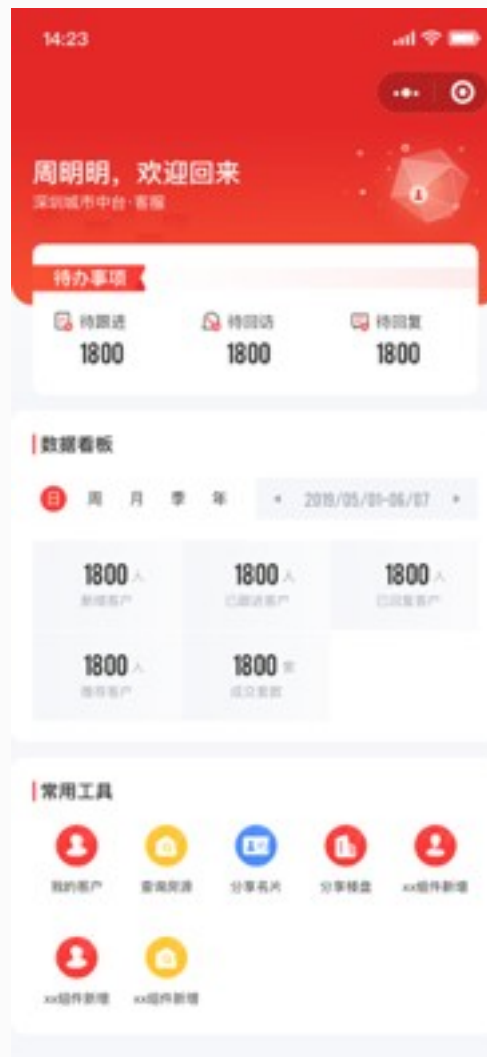 14:23
周明明，欢迎回来
深圳城市中台·客服
待办事项
待跟进 待回访 待回复
1800 1800 1800
数据看板
日 周 月 季 年 2019/05/01-06/07
1800人 1800人 1800人
新增客户 已跟进客户 已回复客户
1800人 1800套
推荐客户 成交套数
常用工具
我的客户 查询房源 分享名片 分享楼盘 xx组件新增
xx组件新增 xx组件新增